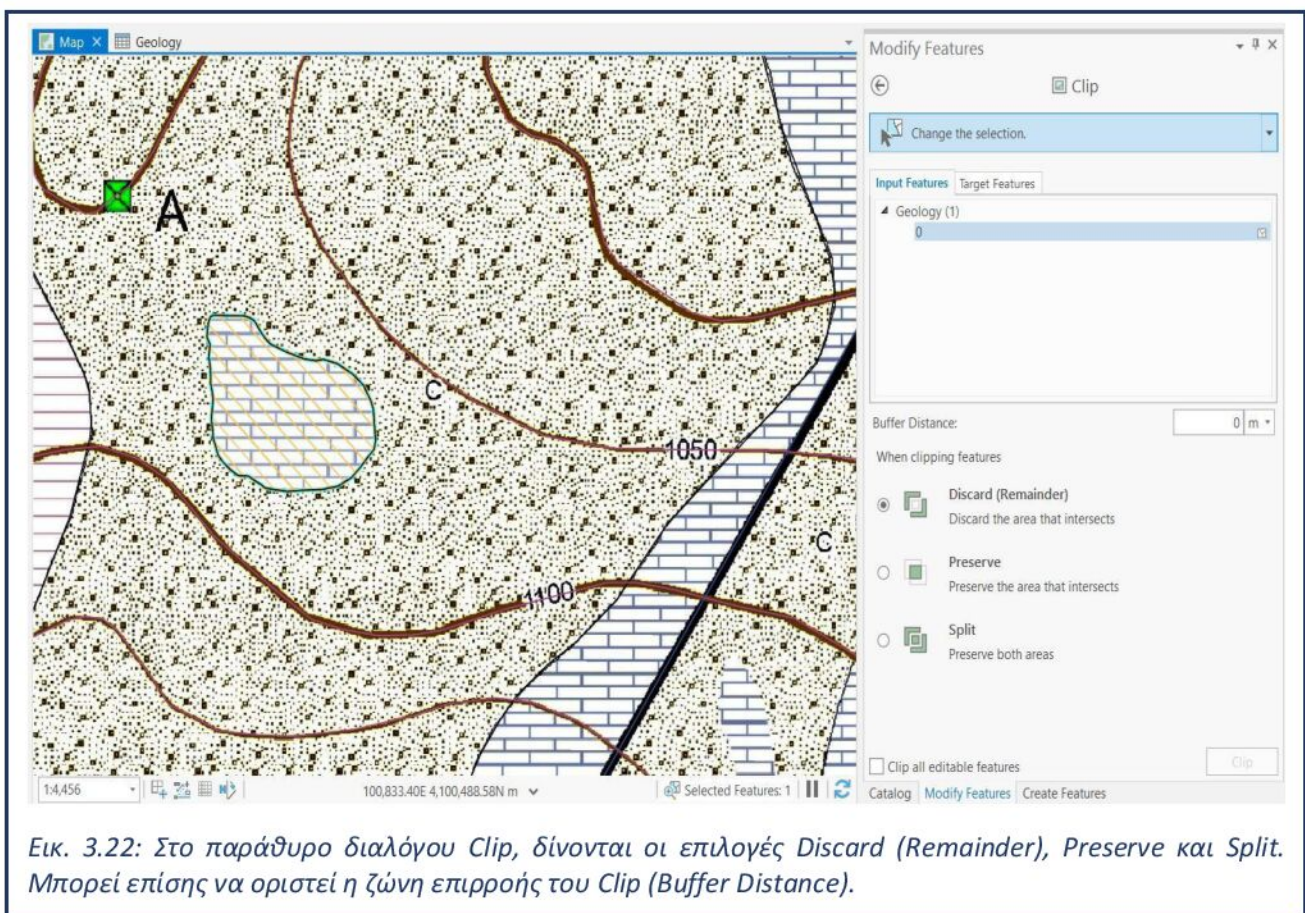 Map Geology
A
C
1050
C
1100
1:4,456 100,833.40E 4,100,488.58N m Selected Features: 1
Modify Features
Clip
Change the selection.
Input Features Target Features
Geology (1)
0
Buffer Distance: 0 m
When clipping features
Discard (Remainder)
Discard the area that intersects
Preserve
Preserve the area that intersects
Split
Preserve both areas
Clip all editable features Clip
Catalog Modify Features Create Features
Εικ. 3.22: Στο παράθυρο διαλόγου Clip, δίνονται οι επιλογές Discard (Remainder), Preserve και Split.
Μπορεί επίσης να οριστεί η ζώνη επιρροής του Clip (Buffer Distance).